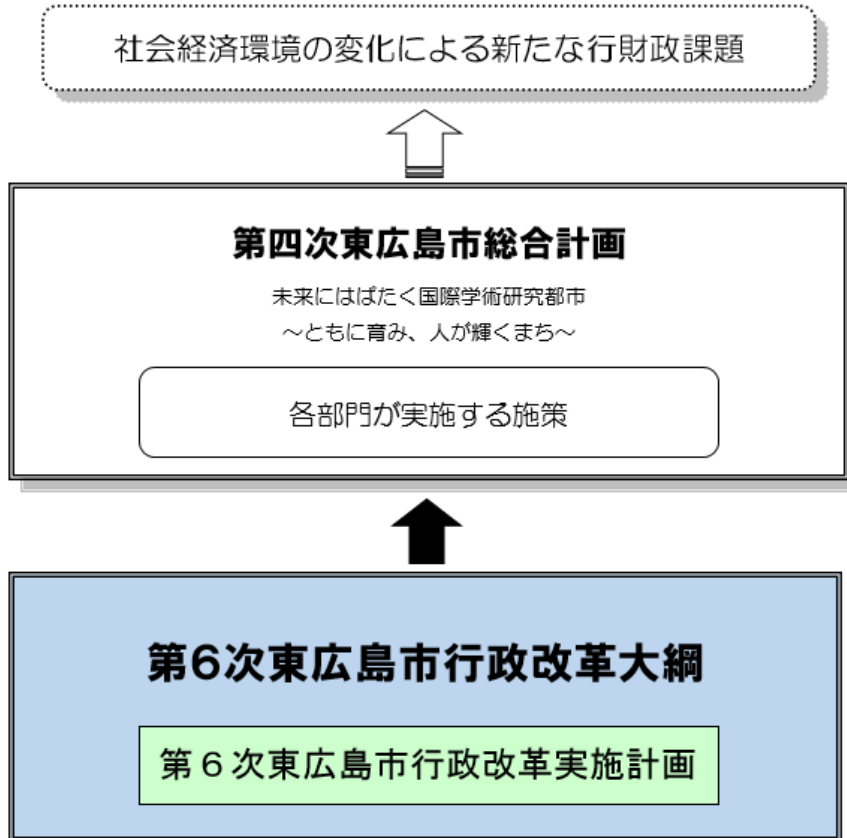 社会経済環境の変化による新たな行財政課題
第四次東広島市総合計画
未来にはばたく国際学術研究都市
～ともに育み、人が輝くまち～
各部門が実施する施策
第6次東広島市行政改革大綱
第６次東広島市行政改革実施計画